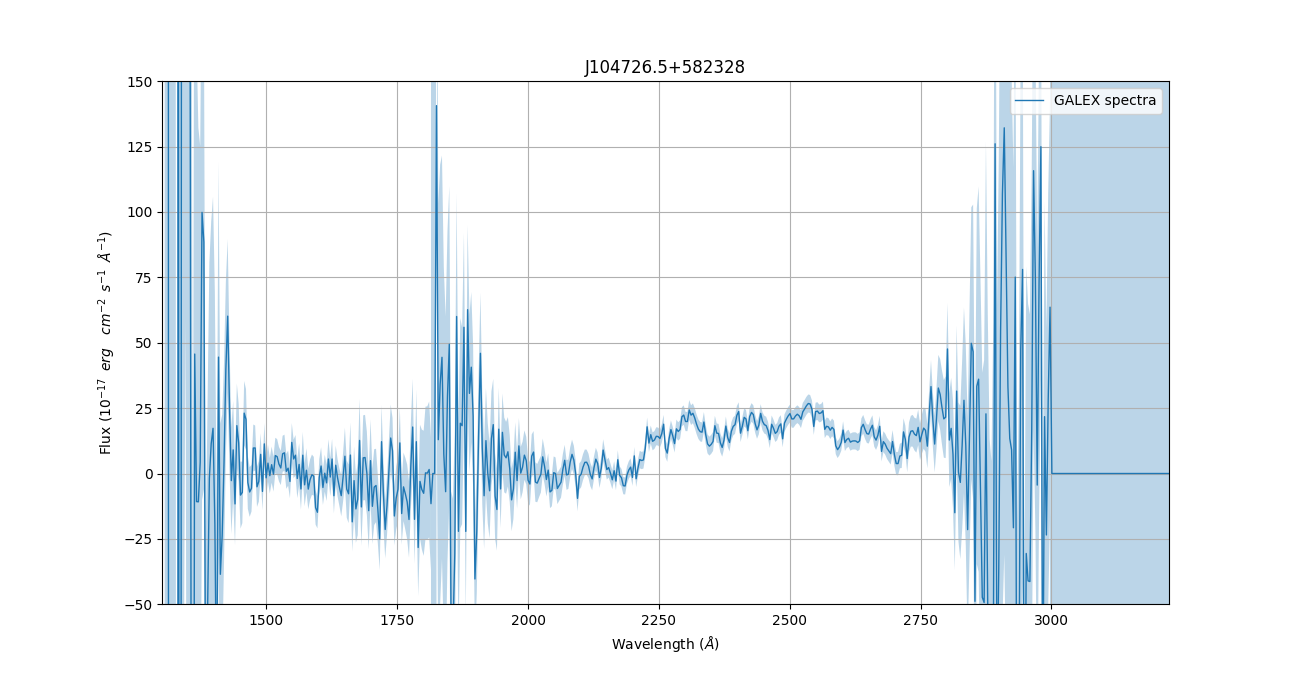 J104726.5+582328
GALEX spectra
150
125
100
75
50
25
0
−25
−50
Flux (10⁻¹⁷ erg cm⁻² s⁻¹ Å⁻¹)
1500 1750 2000 2250 2500 2750 3000
Wavelength (Å)